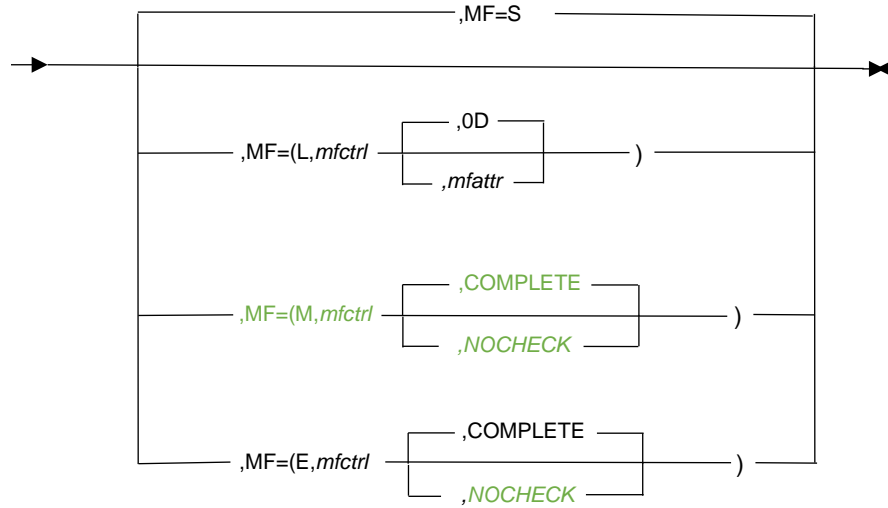 ,MF=S
,0D
,MF=(L,mfctrl )
,mfattr
,COMPLETE
,MF=(M,mfctrl )
,NOCHECK
,COMPLETE
,MF=(E,mfctrl )
,NOCHECK